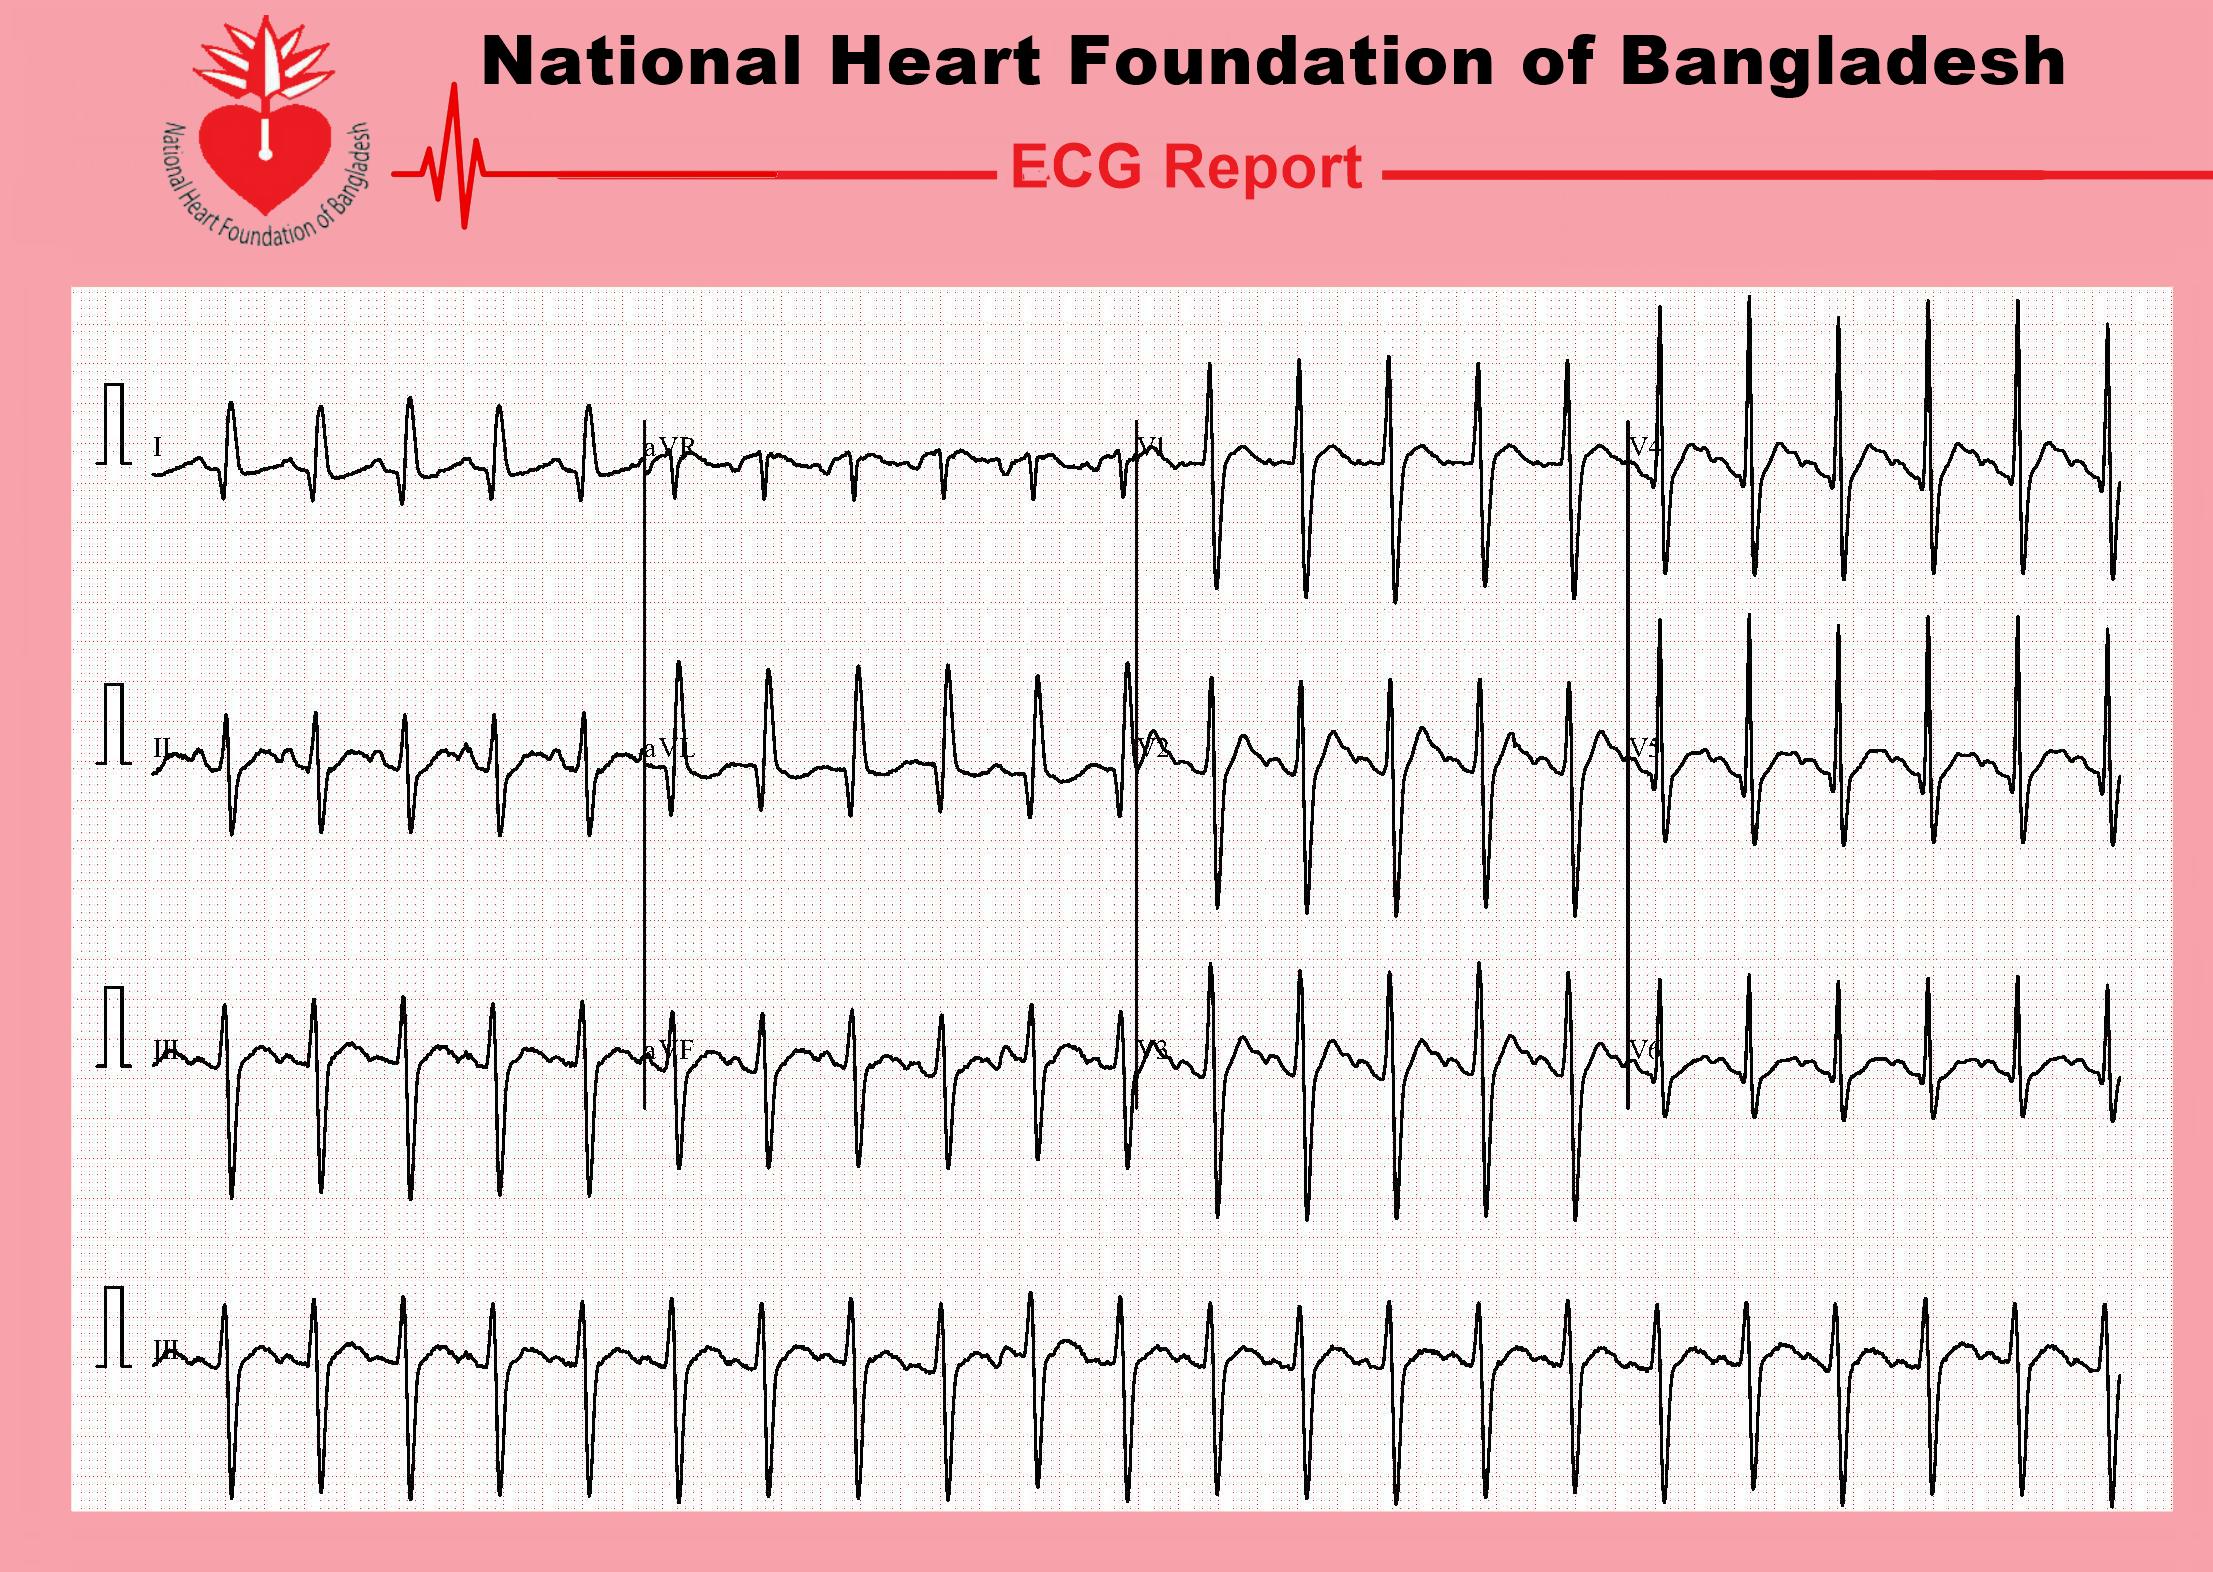 National Heart Foundation of Bangladesh
National Heart Foundation of Bangladesh
ECG Report
I
aVR
V1
V4
II
aVL
V2
V5
III
aVF
V3
V6
III